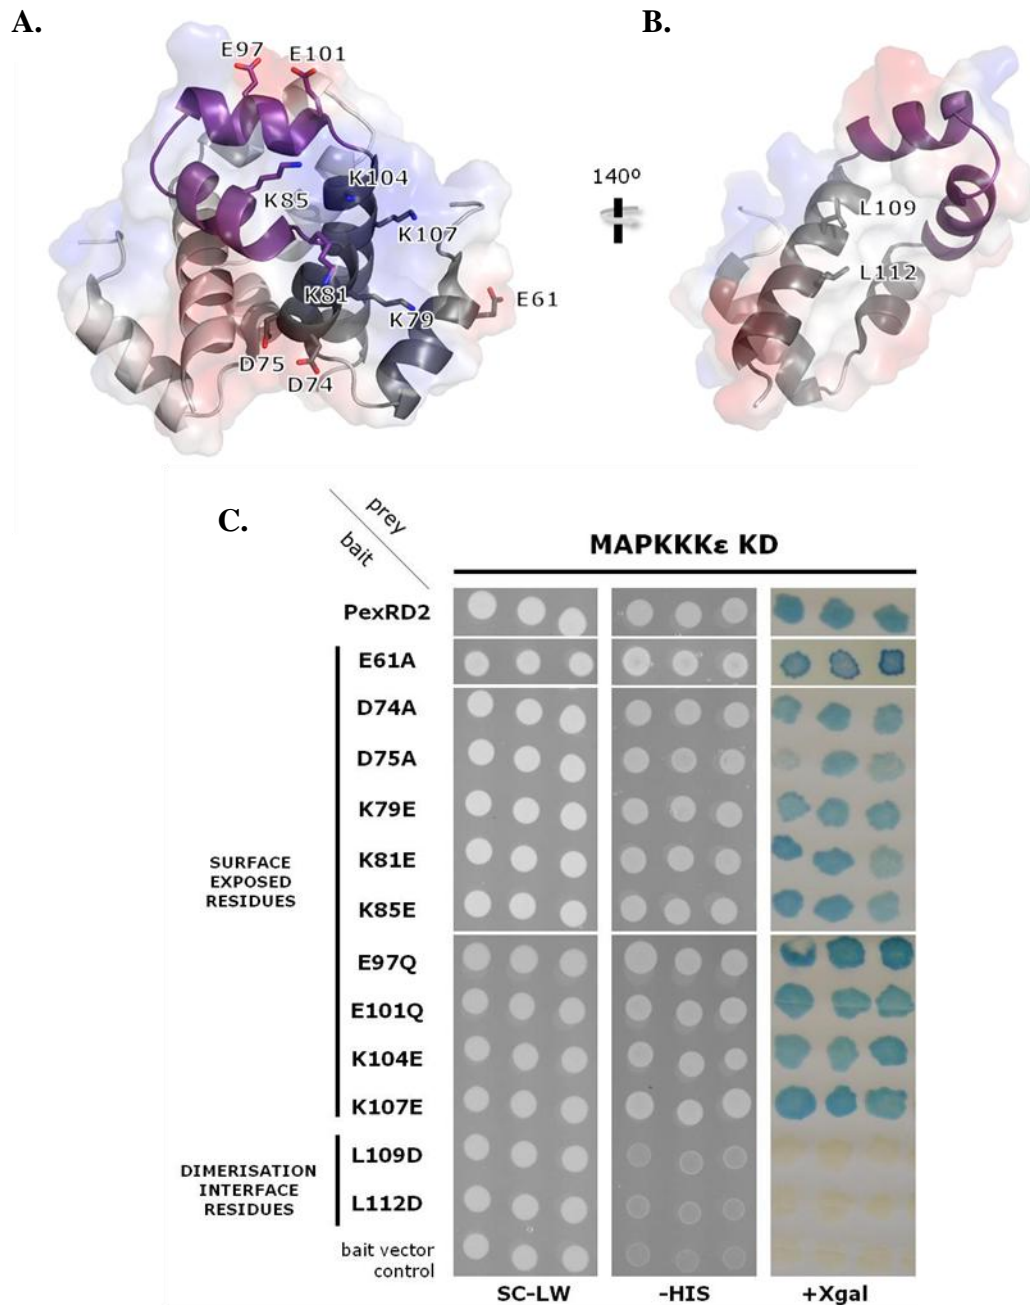 A.
B.
E97
E101
K104
K85
K107
K81
K79
E61
D75
D74
140º
L109
L112
C.
prey
bait
MAPKKKε KD
PexRD2
E61A
D74A
D75A
K79E
K81E
K85E
E97Q
E101Q
K104E
K107E
L109D
L112D
bait vector
control
SURFACE
EXPOSED
RESIDUES
DIMERISATION
INTERFACE
RESIDUES
SC-LW
-HIS
+Xgal